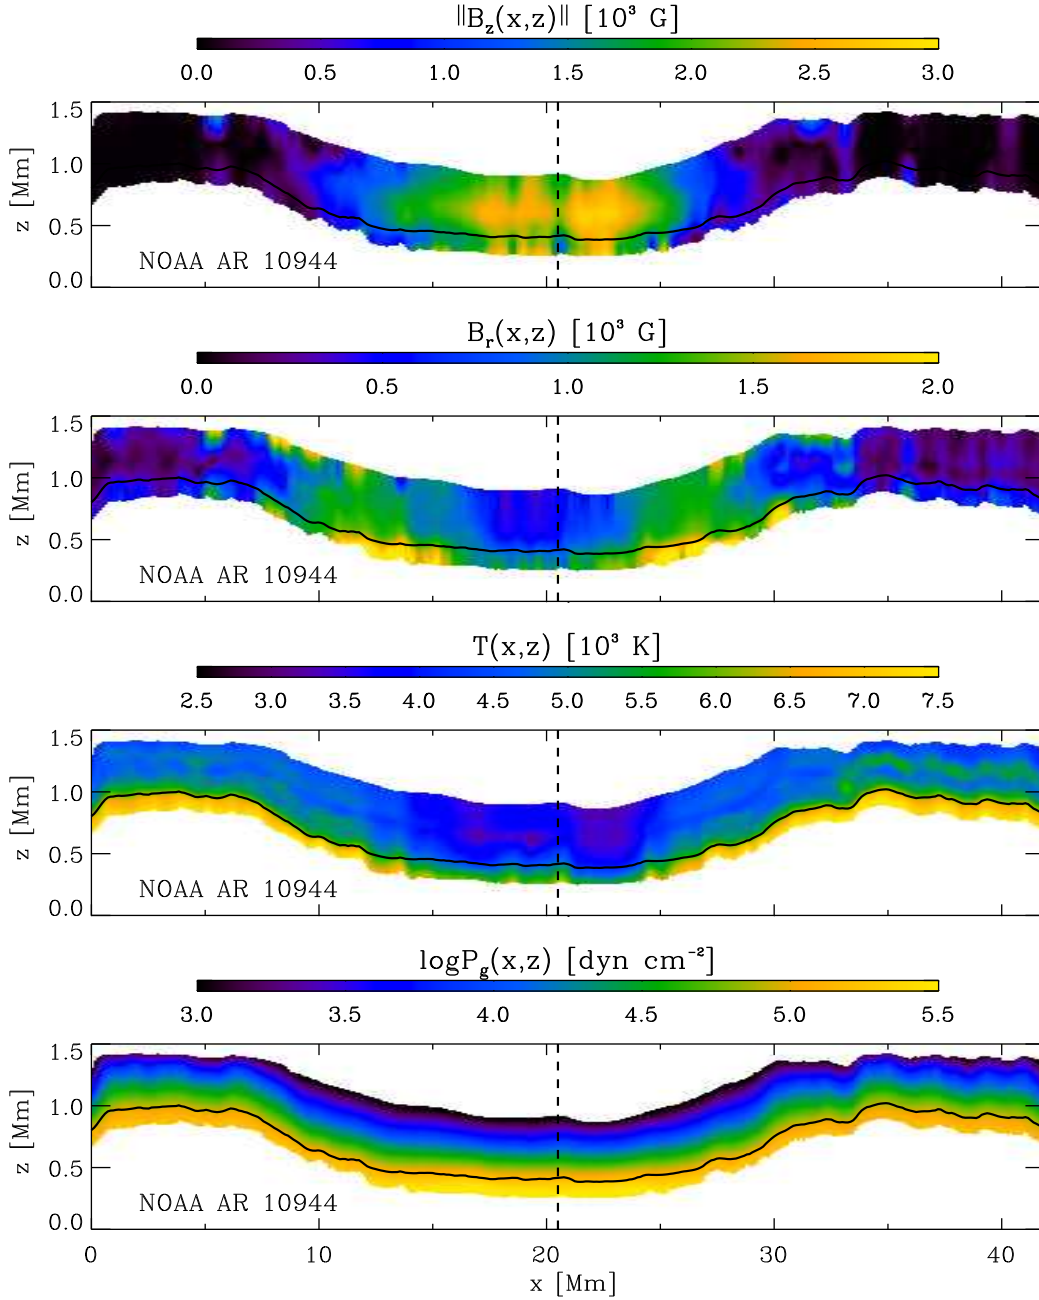 ||B_z(x,z)|| [10³ G]
0.0 0.5 1.0 1.5 2.0 2.5 3.0
1.5
1.0
0.5
0.0
z [Mm]
NOAA AR 10944
B_r(x,z) [10³ G]
0.0 0.5 1.0 1.5 2.0
1.5
1.0
0.5
0.0
z [Mm]
NOAA AR 10944
T(x,z) [10³ K]
2.5 3.0 3.5 4.0 4.5 5.0 5.5 6.0 6.5 7.0 7.5
1.5
1.0
0.5
0.0
z [Mm]
NOAA AR 10944
logP_g(x,z) [dyn cm⁻²]
3.0 3.5 4.0 4.5 5.0 5.5
1.5
1.0
0.5
0.0
z [Mm]
NOAA AR 10944
0 10 20 30 40
x [Mm]